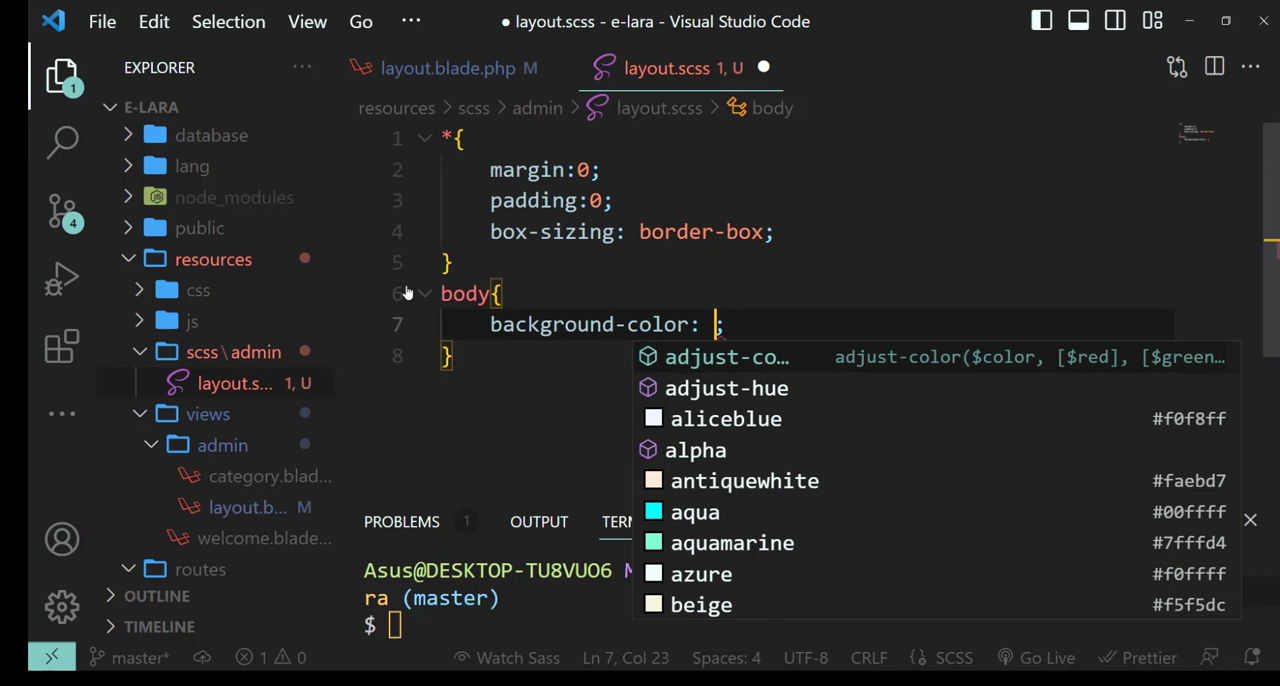 File Edit Selection View Go ··· ● layout.scss - e-lara - Visual Studio Code
EXPLORER ···
1
4
E-LARA
database
lang
node_modules
public
resources
css
js
scss\admin
layout.s... 1, U
views
admin
category.blad...
layout.b... M
welcome.blade...
routes
OUTLINE
TIMELINE
layout.blade.php M layout.scss 1, U
resources > scss > admin > layout.scss > body
1 *{
2 margin:0;
3 padding:0;
4 box-sizing: border-box;
5 }
6 body{
7 background-color: ;
8 }
adjust-co... adjust-color($color, [$red], [$green...
adjust-hue
aliceblue #f0f8ff
alpha
antiquewhite #faebd7
aqua #00ffff
aquamarine #7fffd4
azure #f0ffff
beige #f5f5dc
PROBLEMS 1 OUTPUT TER
Asus@DESKTOP-TU8VUO6 M
ra (master)
$
master* 1 0 Watch Sass Ln 7, Col 23 Spaces: 4 UTF-8 CRLF {} SCSS Go Live Prettier